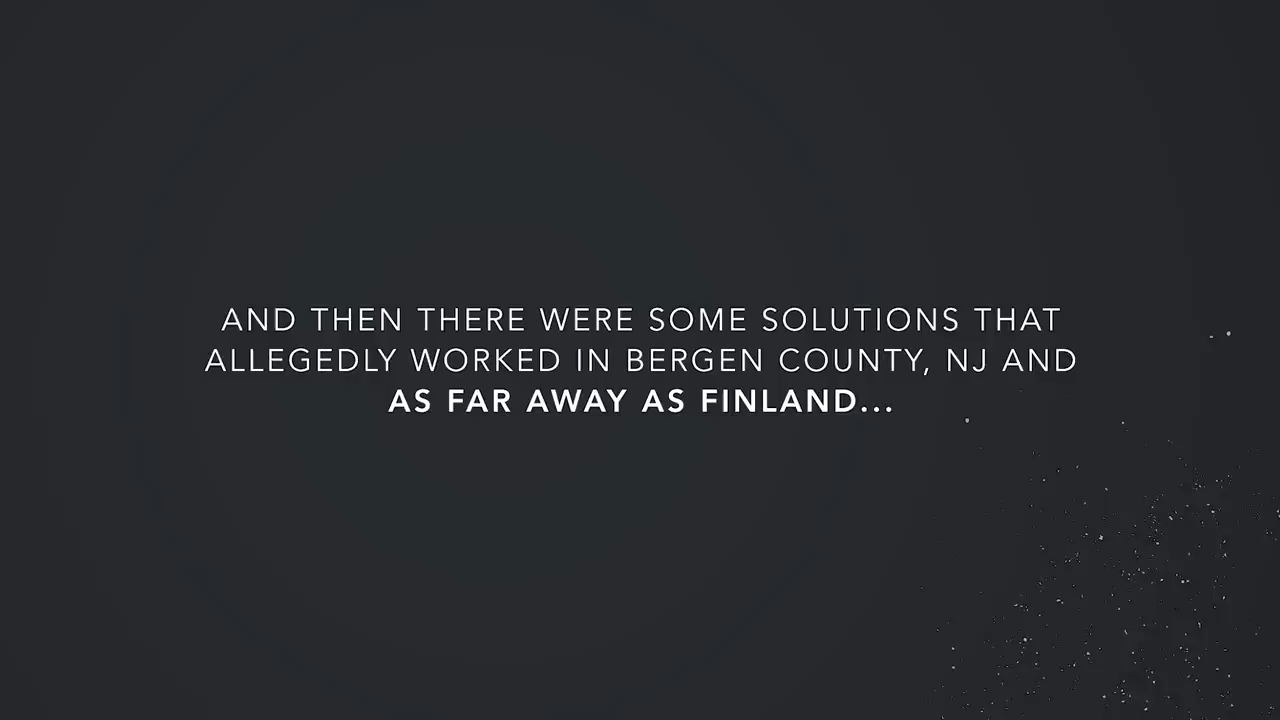 AND THEN THERE WERE SOME SOLUTIONS THAT
ALLEGEDLY WORKED IN BERGEN COUNTY, NJ AND
AS FAR AWAY AS FINLAND...